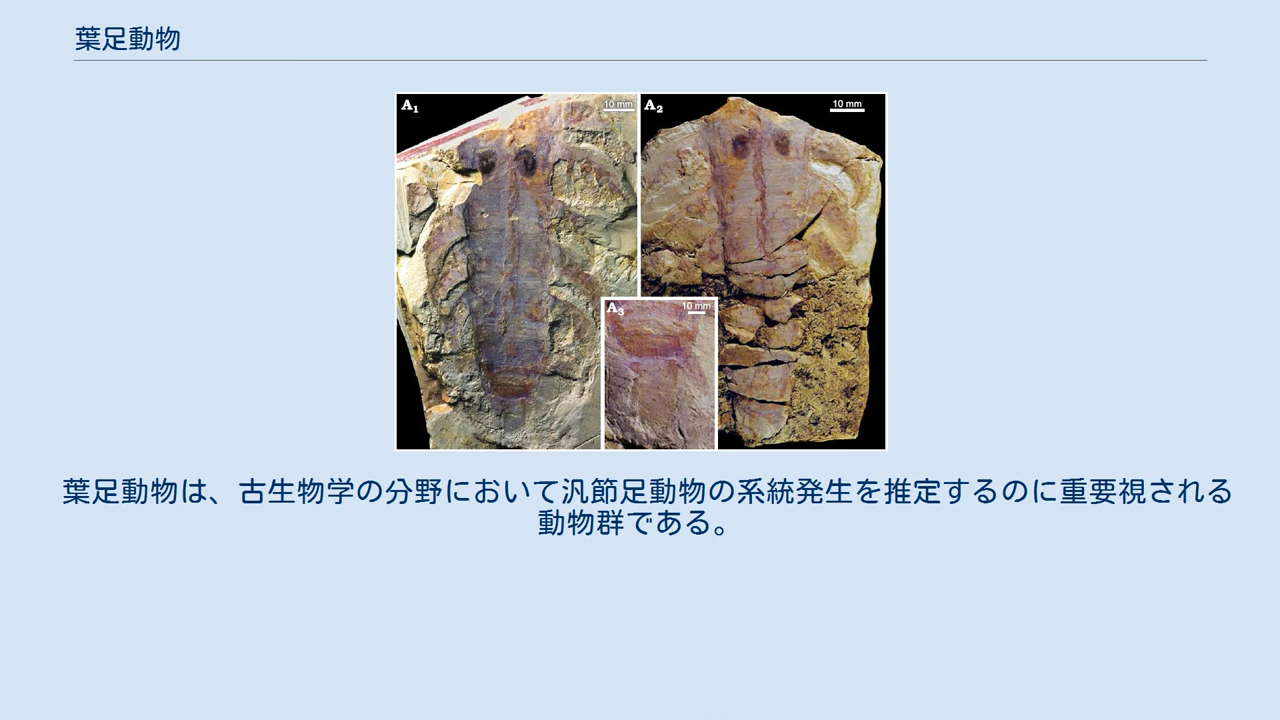 葉足動物
A1
10 mm
A2
10 mm
A3
10 mm
葉足動物は、古生物学の分野において汎節足動物の系統発生を推定するのに重要視される
動物群である。